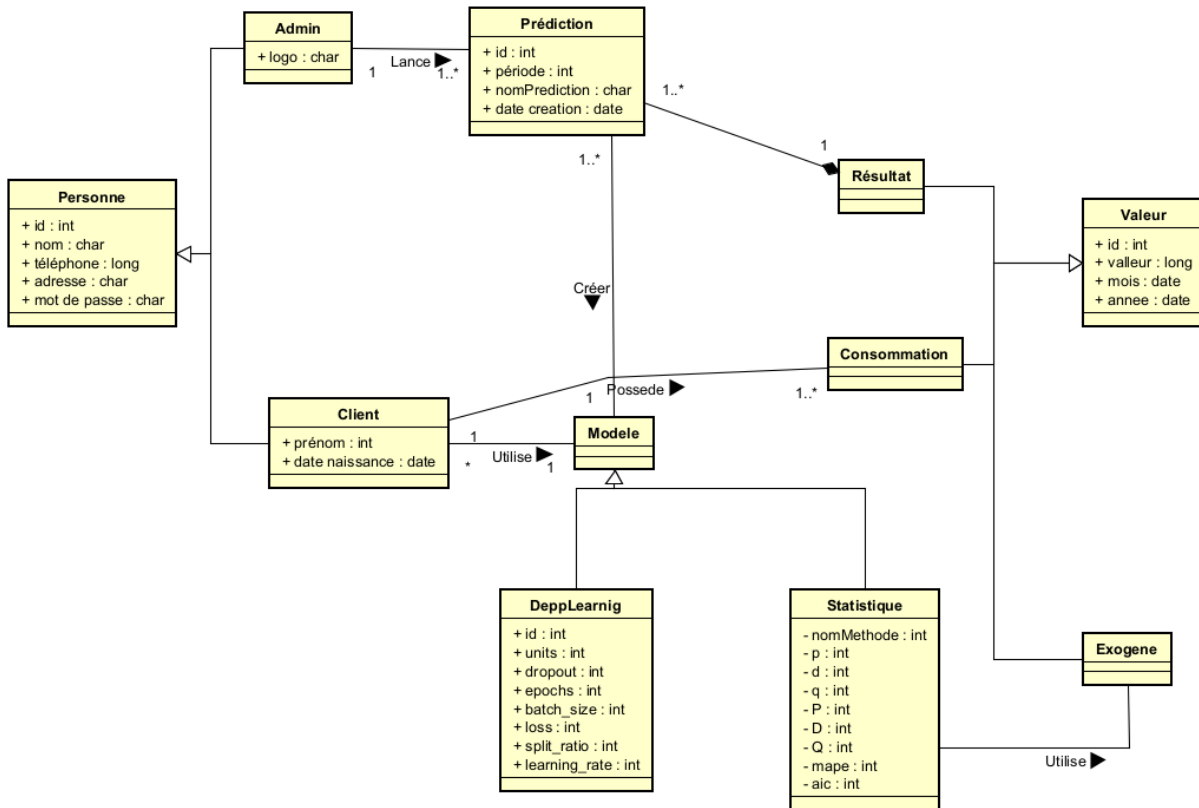 Admin
+ logo : char
1
Lance
1..*
Prédiction
+ id : int
+ période : int
+ nomPrediction : char
+ date creation : date
1..*
1..*
1
Résultat
Personne
+ id : int
+ nom : char
+ téléphone : long
+ adresse : char
+ mot de passe : char
Valeur
+ id : int
+ valleur : long
+ mois : date
+ annee : date
Créer
Consommation
1
Possede
1..*
Client
+ prénom : int
+ date naissance : date
1
*
Utilise
1
Modele
DeppLearnig
+ id : int
+ units : int
+ dropout : int
+ epochs : int
+ batch_size : int
+ loss : int
+ split_ratio : int
+ learning_rate : int
Statistique
- nomMethode : int
- p : int
- d : int
- q : int
- P : int
- D : int
- Q : int
- mape : int
- aic : int
Exogene
Utilise